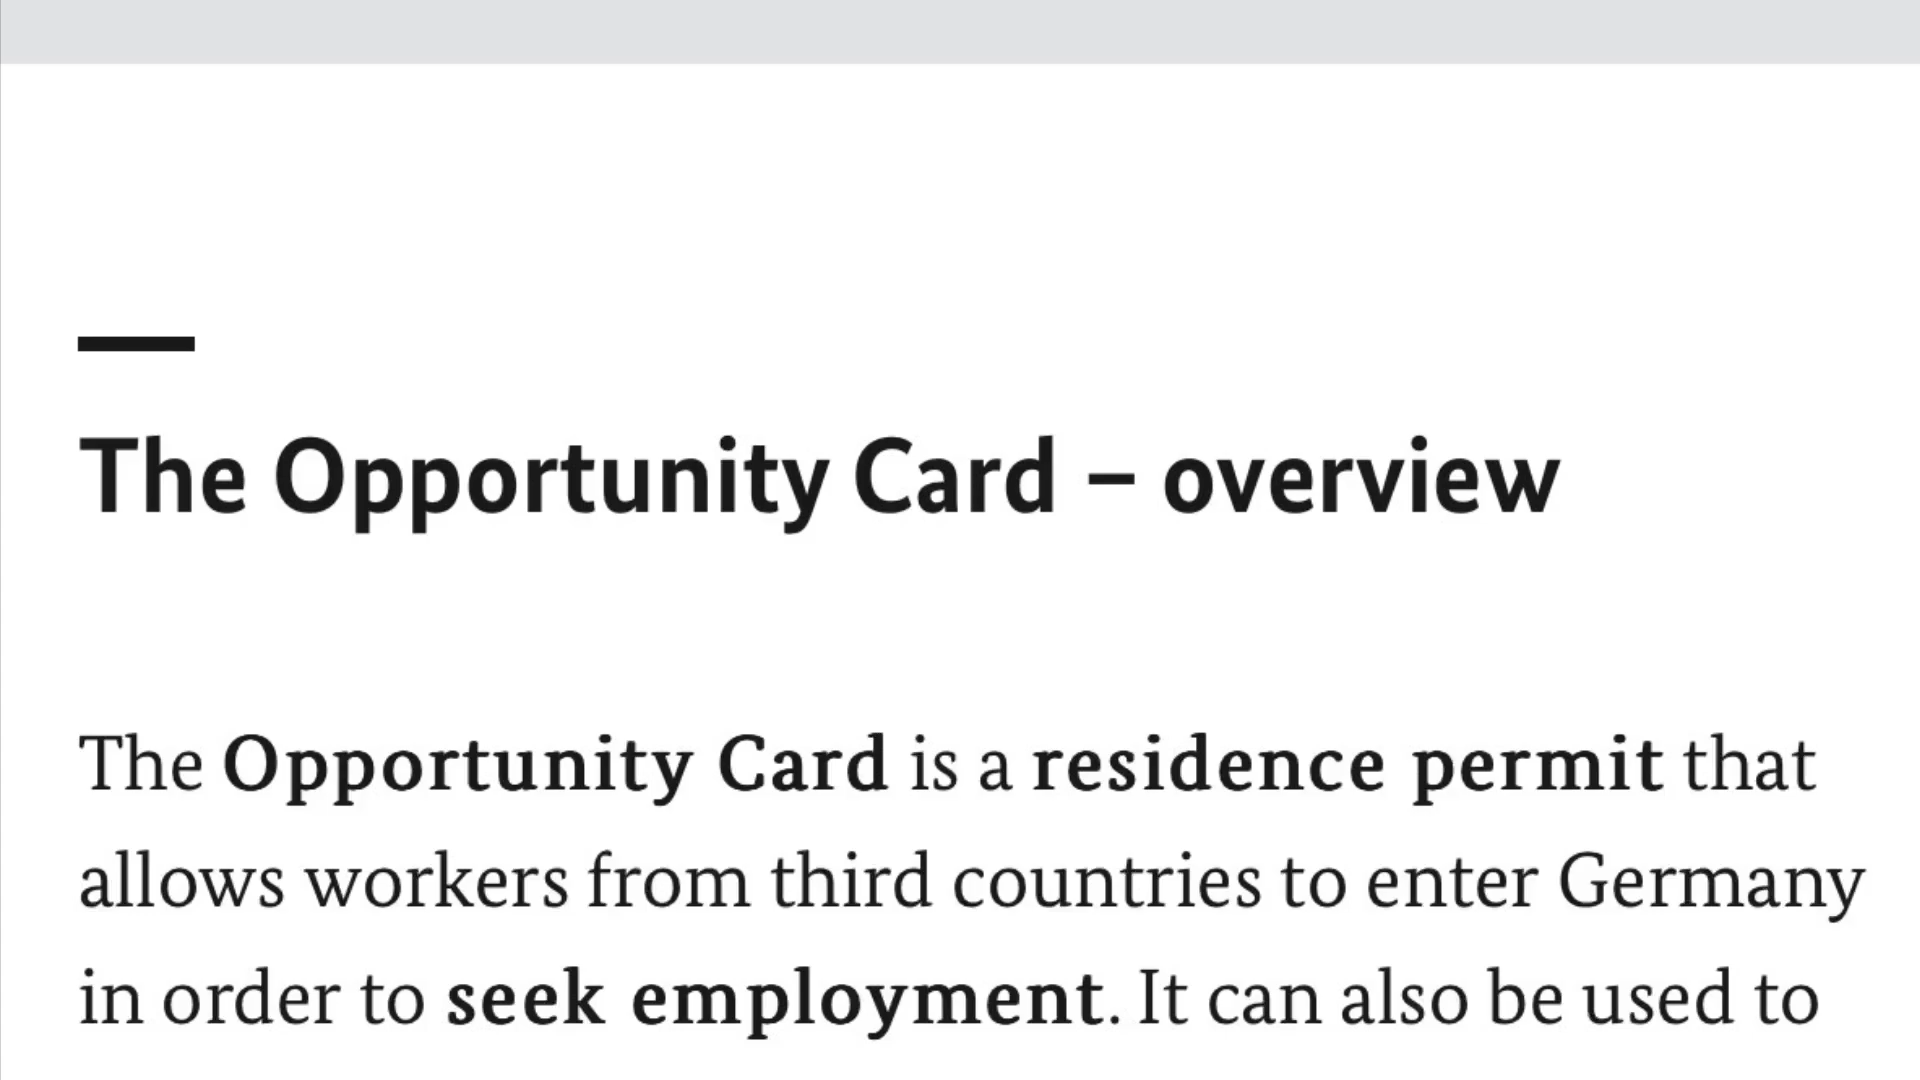 The Opportunity Card – overview
The Opportunity Card is a residence permit that
allows workers from third countries to enter Germany
in order to seek employment. It can also be used to